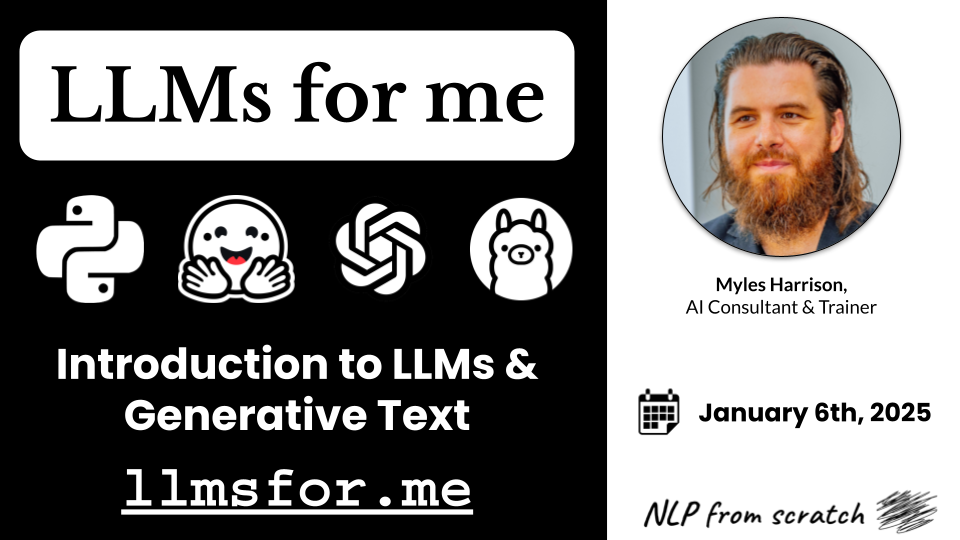 LLMs for me
Introduction to LLMs &
Generative Text
llmsfor.me
Myles Harrison,
AI Consultant & Trainer
January 6th, 2025
NLP from scratch